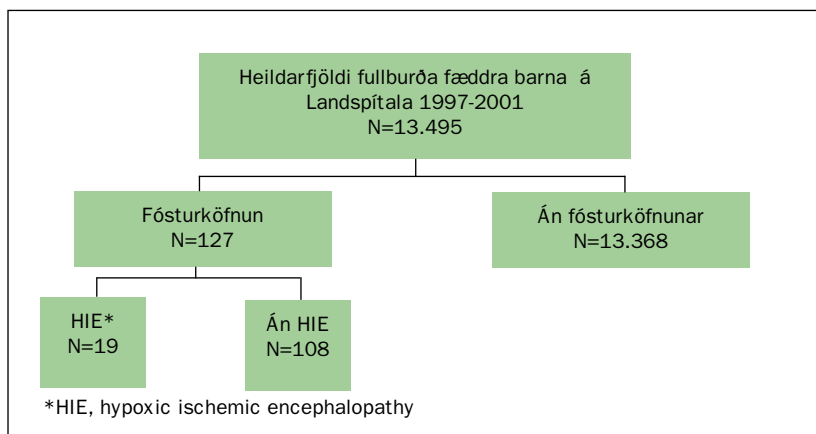 Heildarfjöldi fullburða fæddra barna á
Landspítala 1997-2001
N=13.495
Fósturköfnun
N=127
Án fósturköfnunar
N=13.368
HIE*
N=19
Án HIE
N=108
*HIE, hypoxic ischemic encephalopathy